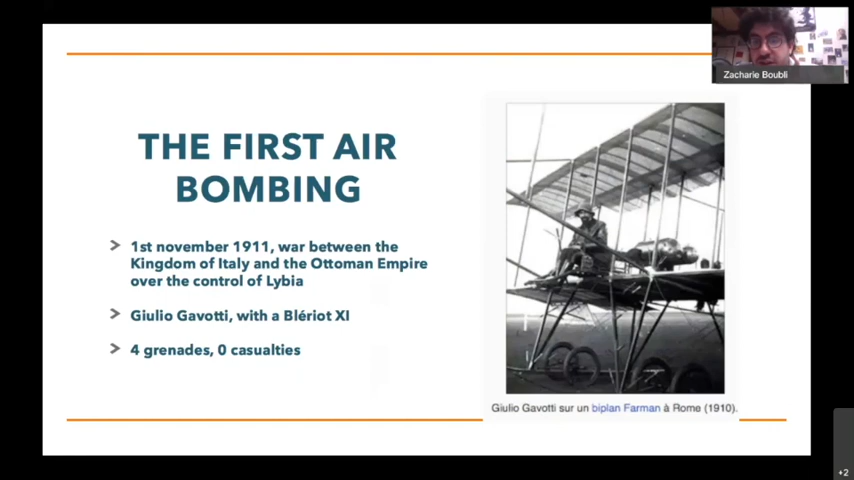 Zacharie Boubli
THE FIRST AIR
BOMBING
1st november 1911, war between the
Kingdom of Italy and the Ottoman Empire
over the control of Lybia
Giulio Gavotti, with a Blériot XI
4 grenades, 0 casualties
Giulio Gavotti sur un biplan Farman à Rome (1910).
+2